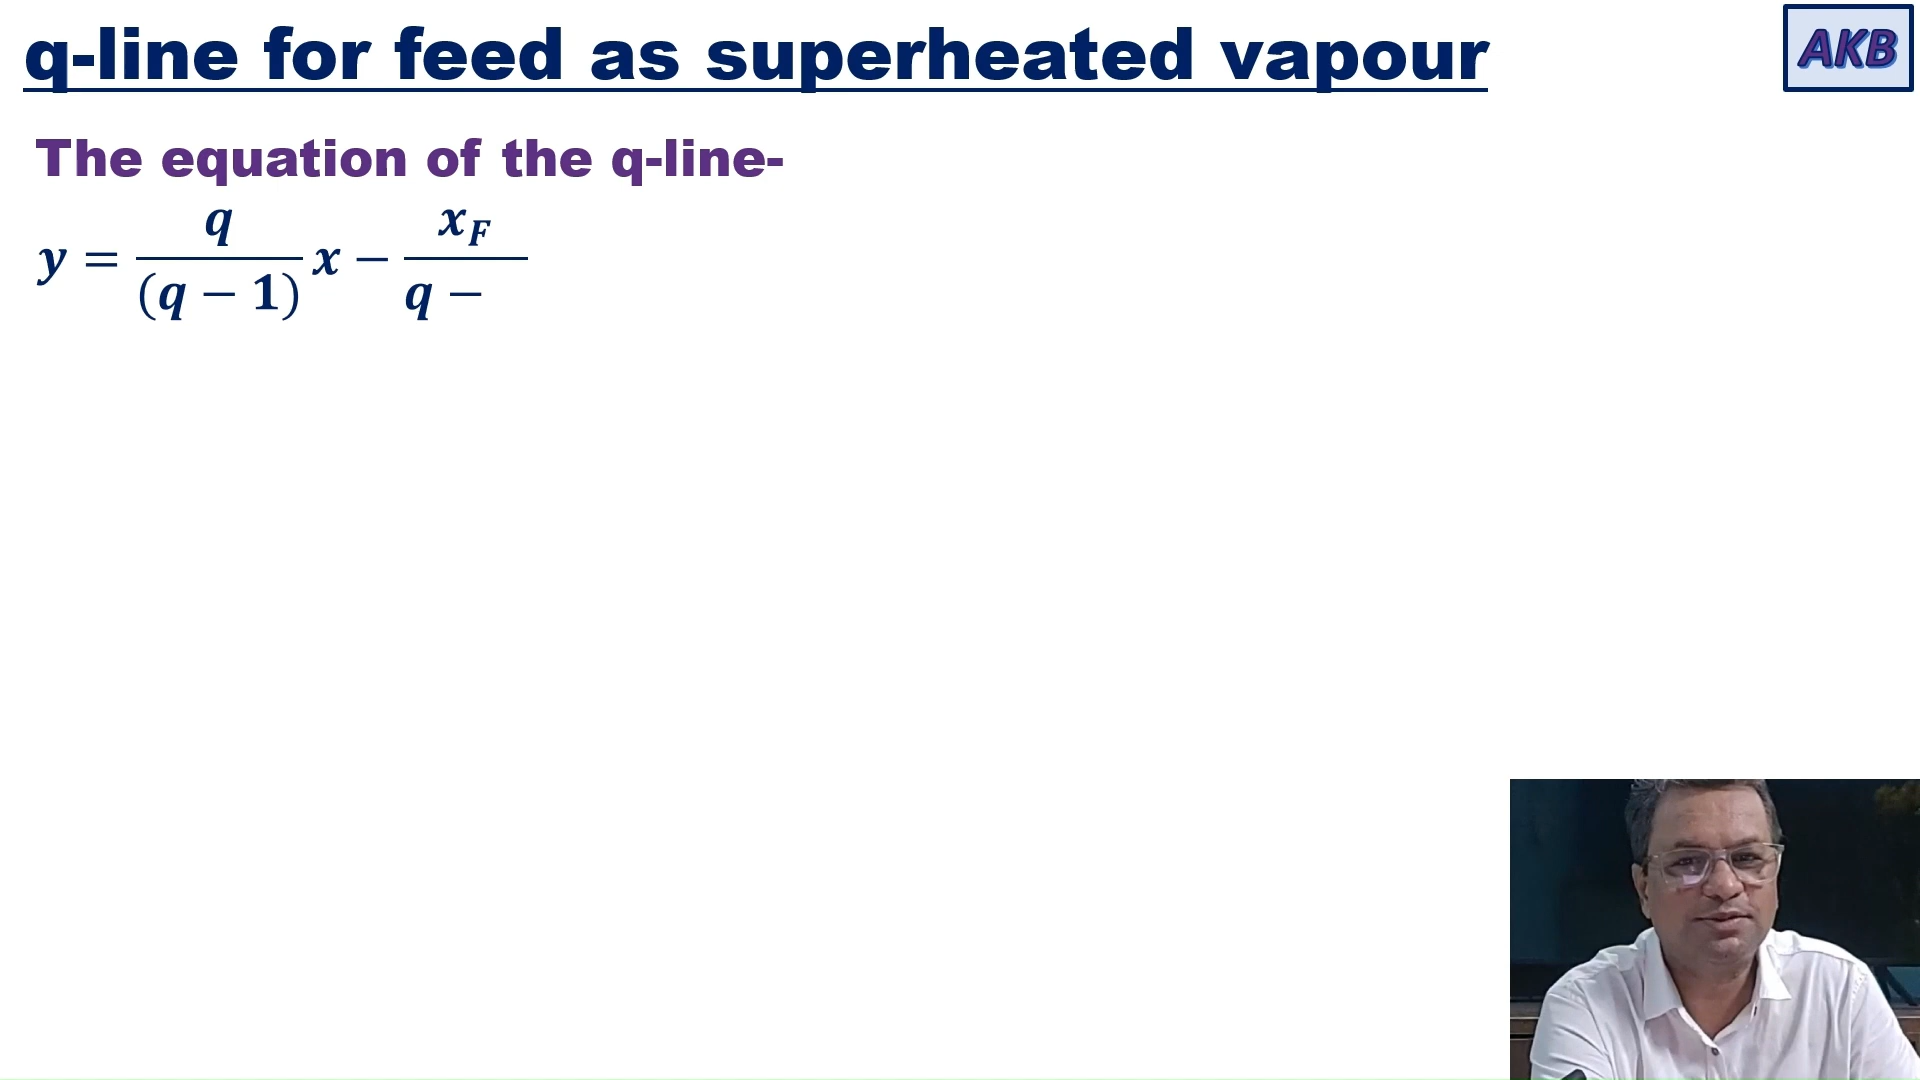 q-line for feed as superheated vapour
AKB
The equation of the q-line-
y = q/(q − 1) x − x_F/q −